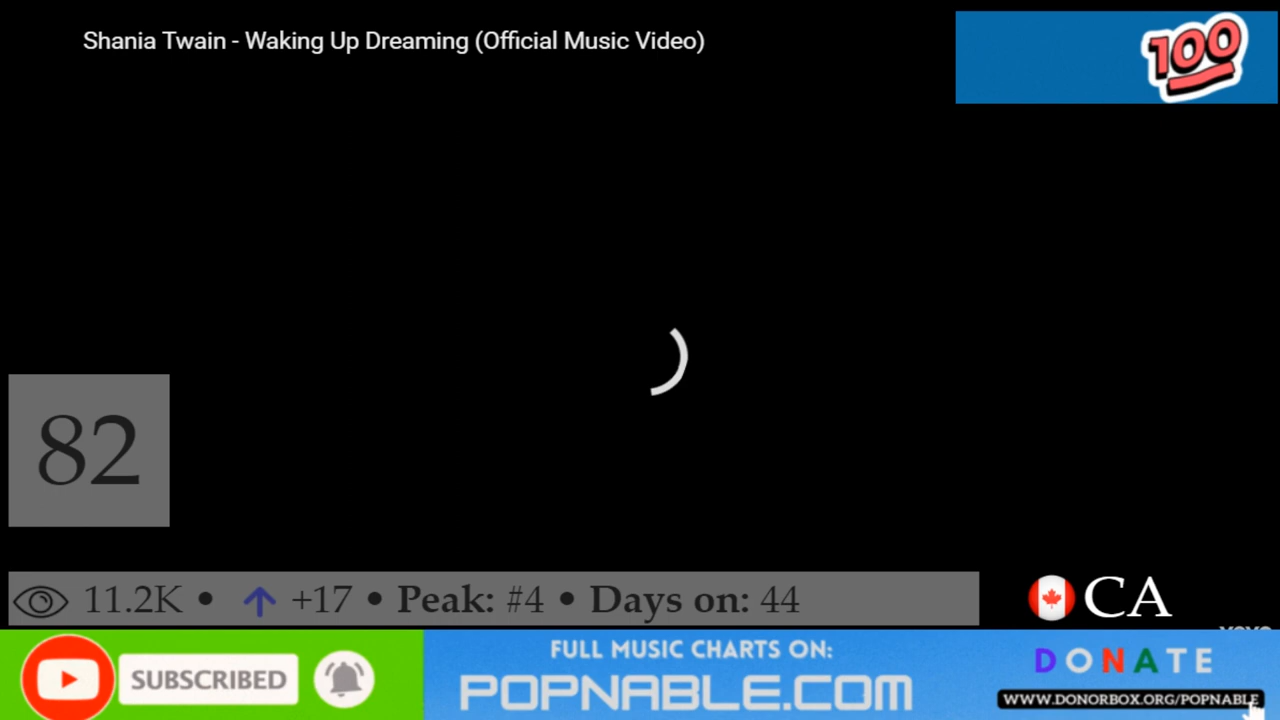 Shania Twain - Waking Up Dreaming (Official Music Video)
100
82
11.2K • +17 • Peak: #4 • Days on: 44
CA
SUBSCRIBED
FULL MUSIC CHARTS ON:
POPNABLE.COM
DONATE
WWW.DONORBOX.ORG/POPNABLE